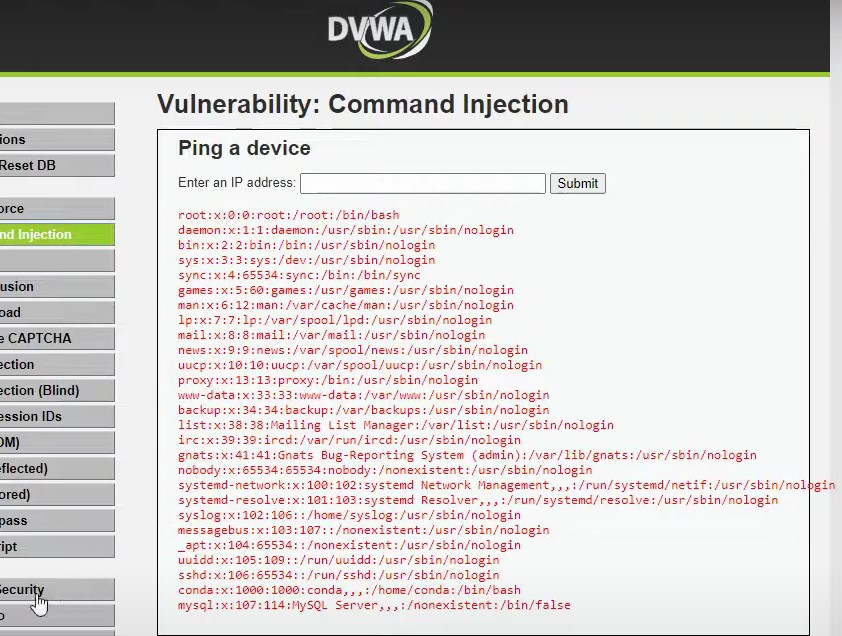 DVWA
Vulnerability: Command Injection
ions
Reset DB
orce
nd Injection
usion
oad
e CAPTCHA
ection
ection (Blind)
ession IDs
OM)
eflected)
ored)
pass
ipt
Security
o
Ping a device
Enter an IP address: Submit
root:x:0:0:root:/root:/bin/bash
daemon:x:1:1:daemon:/usr/sbin:/usr/sbin/nologin
bin:x:2:2:bin:/bin:/usr/sbin/nologin
sys:x:3:3:sys:/dev:/usr/sbin/nologin
sync:x:4:65534:sync:/bin:/bin/sync
games:x:5:60:games:/usr/games:/usr/sbin/nologin
man:x:6:12:man:/var/cache/man:/usr/sbin/nologin
lp:x:7:7:lp:/var/spool/lpd:/usr/sbin/nologin
mail:x:8:8:mail:/var/mail:/usr/sbin/nologin
news:x:9:9:news:/var/spool/news:/usr/sbin/nologin
uucp:x:10:10:uucp:/var/spool/uucp:/usr/sbin/nologin
proxy:x:13:13:proxy:/bin:/usr/sbin/nologin
www-data:x:33:33:www-data:/var/www:/usr/sbin/nologin
backup:x:34:34:backup:/var/backups:/usr/sbin/nologin
list:x:38:38:Mailing List Manager:/var/list:/usr/sbin/nologin
irc:x:39:39:ircd:/var/run/ircd:/usr/sbin/nologin
gnats:x:41:41:Gnats Bug-Reporting System (admin):/var/lib/gnats:/usr/sbin/nologin
nobody:x:65534:65534:nobody:/nonexistent:/usr/sbin/nologin
systemd-network:x:100:102:systemd Network Management,,,:/run/systemd/netif:/usr/sbin/nologin
systemd-resolve:x:101:103:systemd Resolver,,,:/run/systemd/resolve:/usr/sbin/nologin
syslog:x:102:106::/home/syslog:/usr/sbin/nologin
messagebus:x:103:107::/nonexistent:/usr/sbin/nologin
_apt:x:104:65534::/nonexistent:/usr/sbin/nologin
uuidd:x:105:109::/run/uuidd:/usr/sbin/nologin
sshd:x:106:65534::/run/sshd:/usr/sbin/nologin
conda:x:1000:1000:conda,,,:/home/conda:/bin/bash
mysql:x:107:114:MySQL Server,,,:/nonexistent:/bin/false